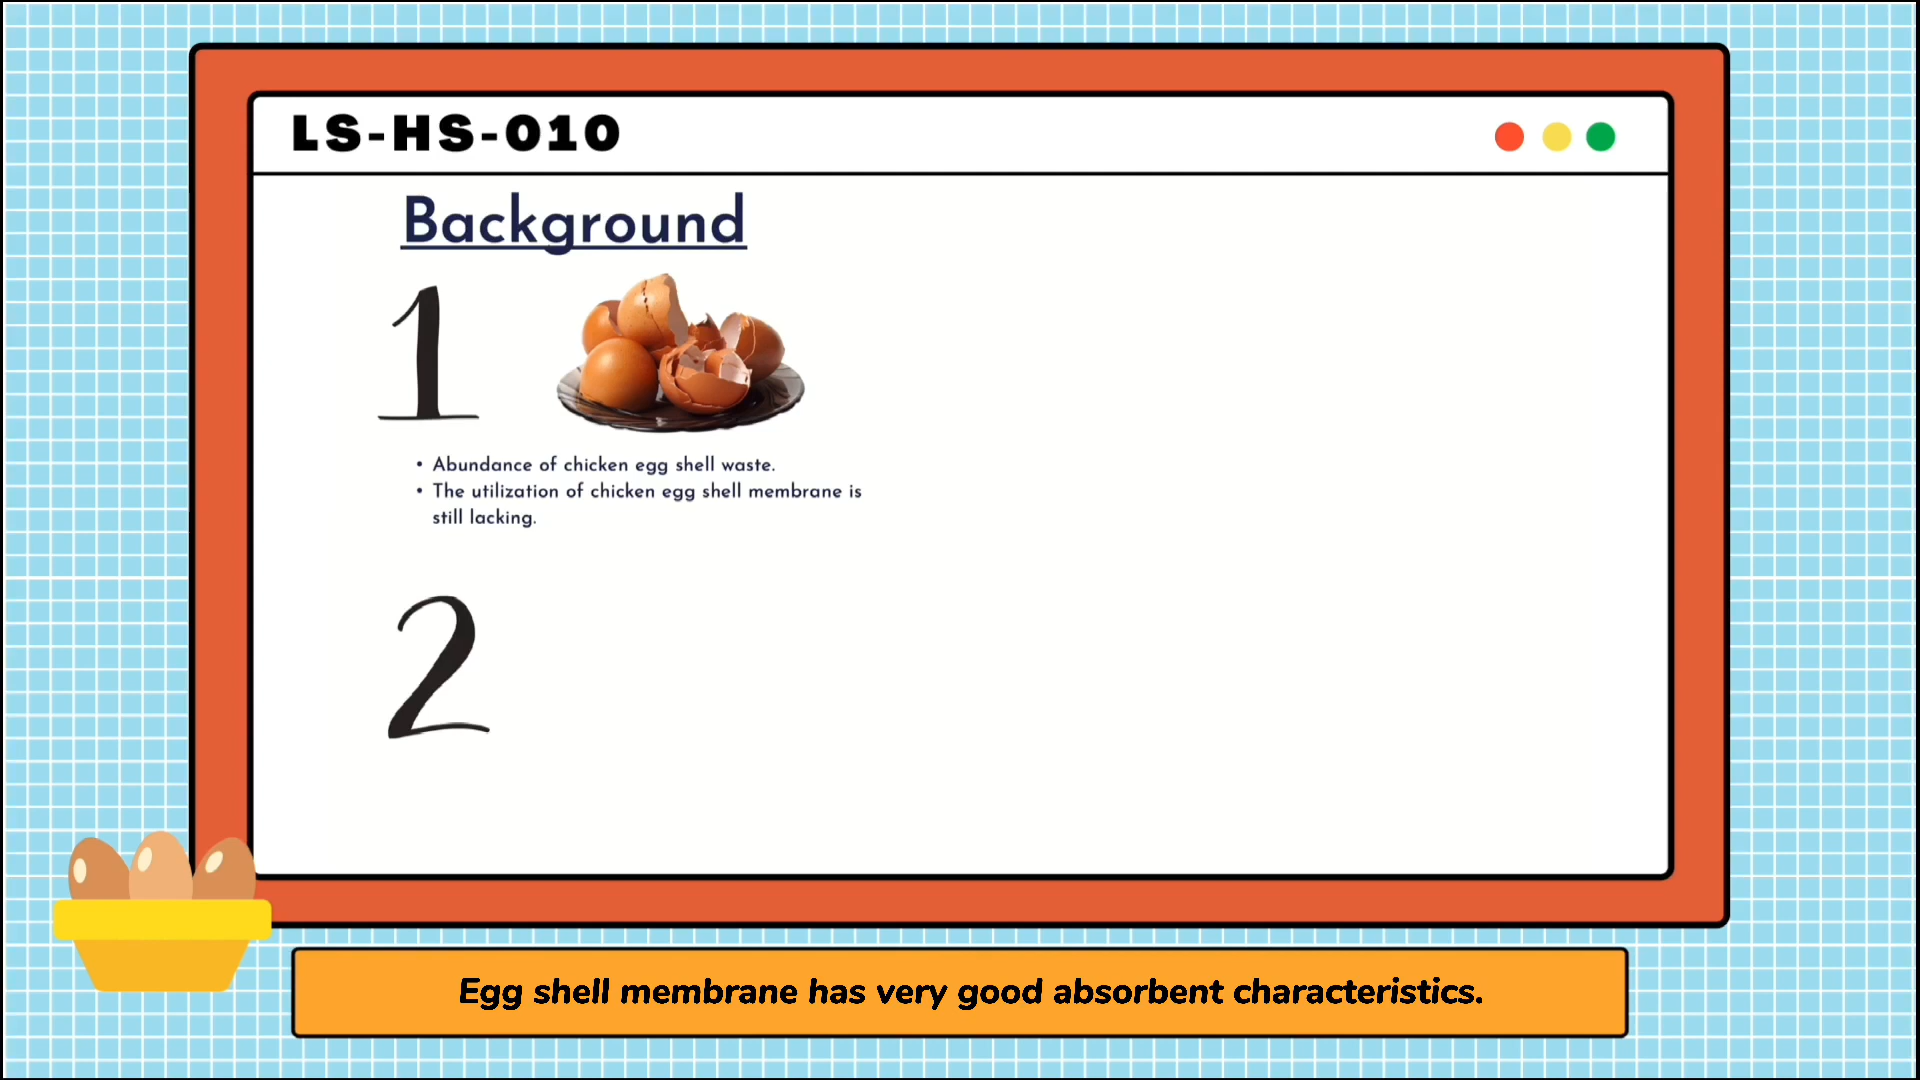 LS-HS-010
Background
1
• Abundance of chicken egg shell waste.
• The utilization of chicken egg shell membrane is
still lacking.
2
Egg shell membrane has very good absorbent characteristics.